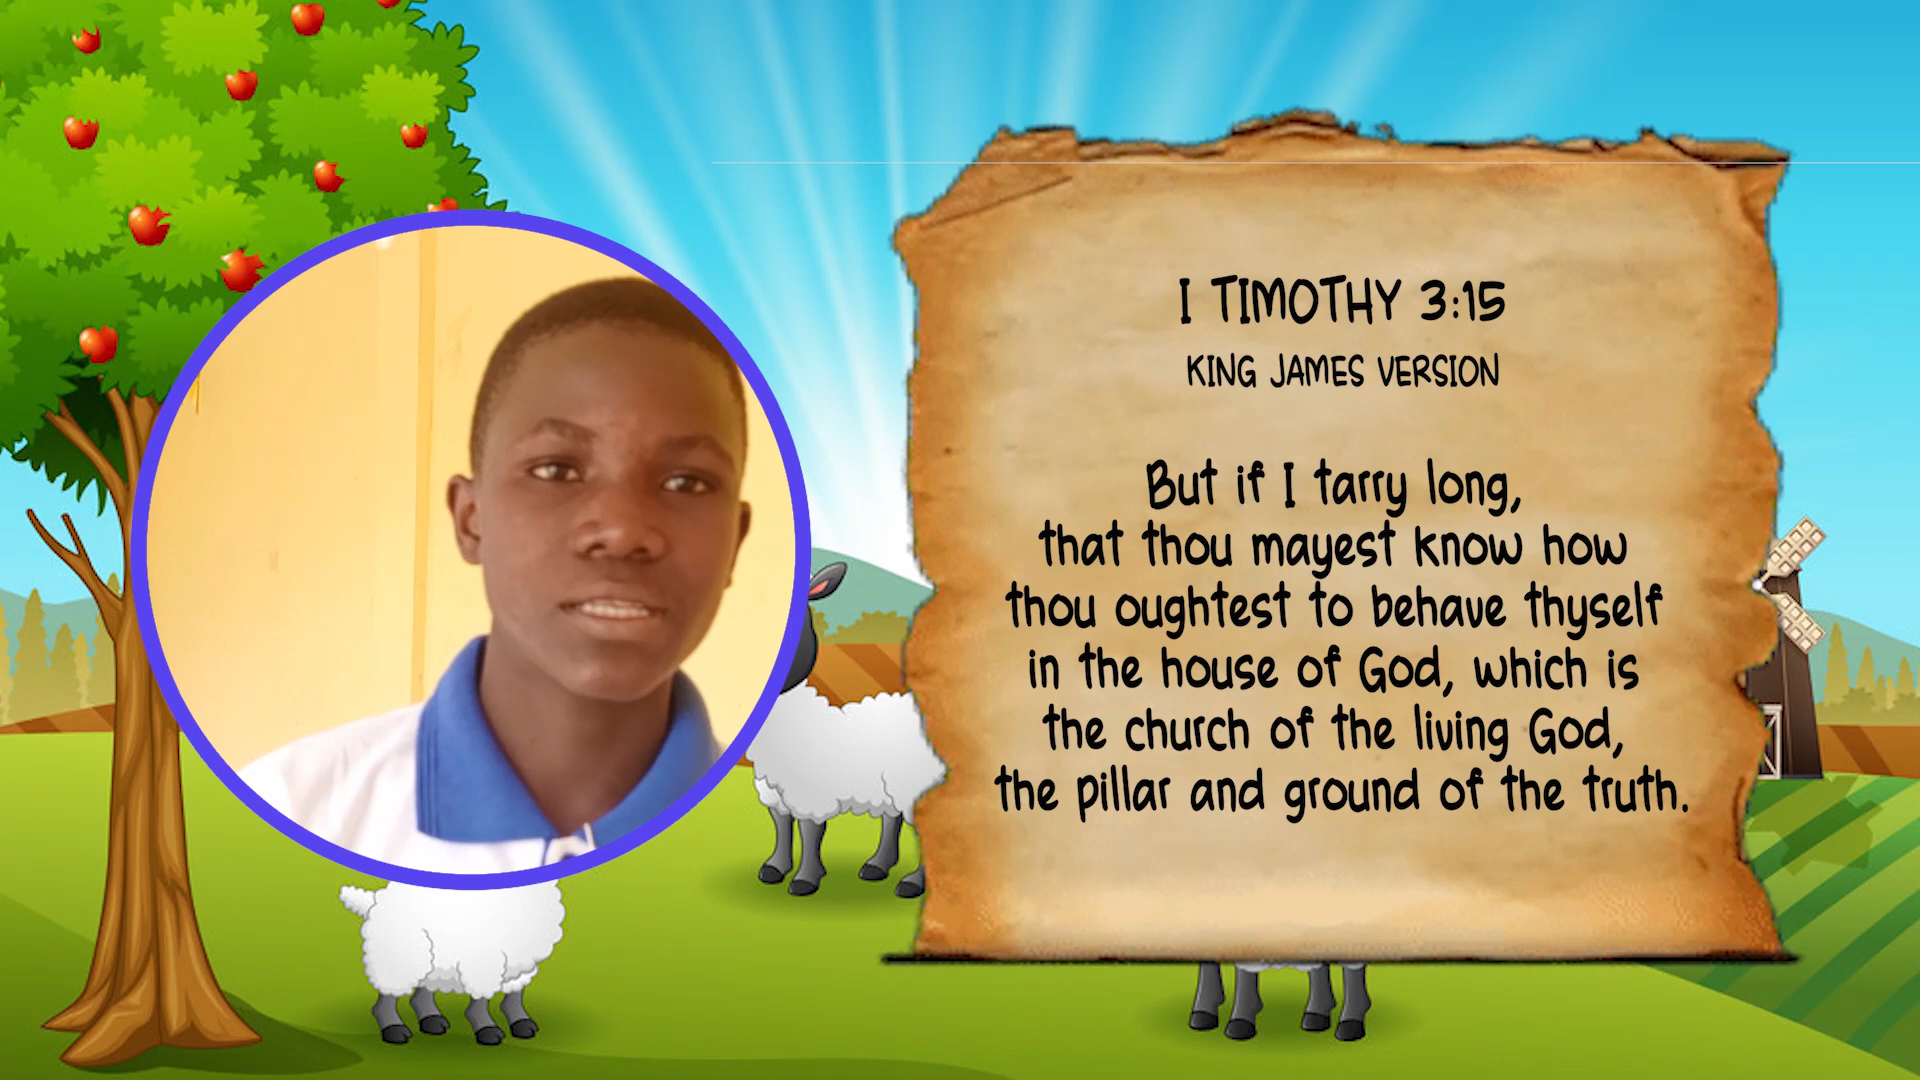 I TIMOTHY 3:15
KING JAMES VERSION
But if I tarry long,
that thou mayest know how
thou oughtest to behave thyself
in the house of God, which is
the church of the living God,
the pillar and ground of the truth.